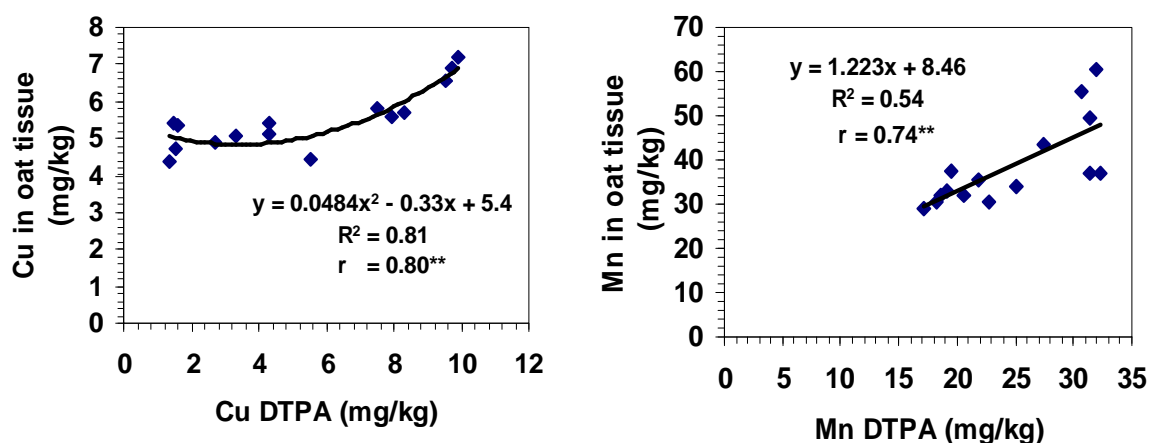 Cu in oat tissue
(mg/kg)
8
7
6
5
4
3
2
1
0
y = 0.0484x² - 0.33x + 5.4
R² = 0.81
r = 0.80**
0 2 4 6 8 10 12
Cu DTPA (mg/kg)
Mn in oat tissue
(mg/kg)
70
60
50
40
30
20
10
0
y = 1.223x + 8.46
R² = 0.54
r = 0.74**
0 5 10 15 20 25 30 35
Mn DTPA (mg/kg)